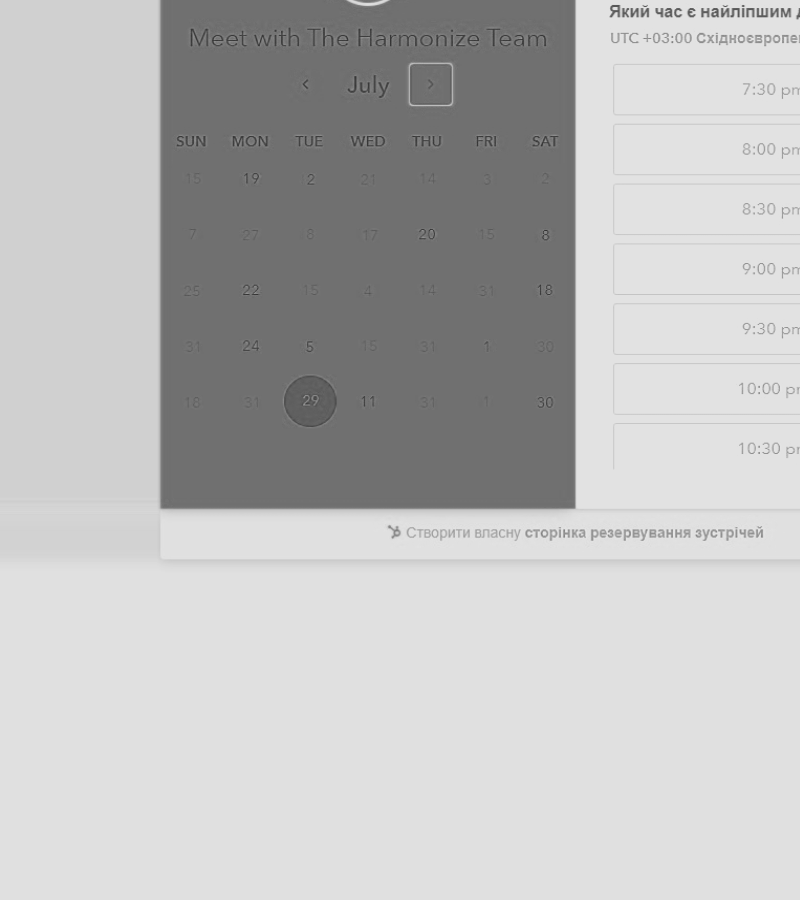 Meet with The Harmonize Team
July
SUN MON TUE WED THU FRI SAT
15 19 2 21 14 3 2
7 27 8 17 20 15 8
25 22 15 4 14 31 18
31 24 5 15 31 1 30
18 31 29 11 31 1 30
Який час є найліпшим
UTC +03:00 Східноєвропе
7:30 pm
8:00 pm
8:30 pm
9:00 pm
9:30 pm
10:00 pm
10:30 pm
Створити власну сторінка резервування зустрічей